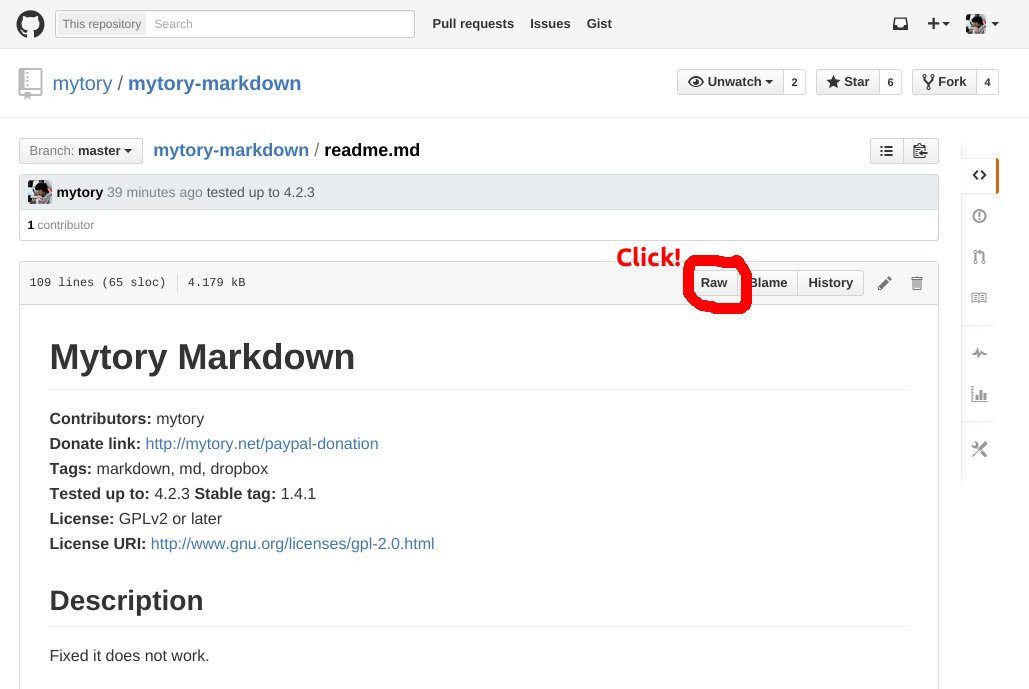 This repository Search Pull requests Issues Gist
mytory / mytory-markdown Unwatch 2 Star 6 Fork 4
Branch: master mytory-markdown / readme.md
mytory 39 minutes ago tested up to 4.2.3
1 contributor
Click!
109 lines (65 sloc) 4.179 kB Raw Blame History
Mytory Markdown
Contributors: mytory
Donate link: http://mytory.net/paypal-donation
Tags: markdown, md, dropbox
Tested up to: 4.2.3 Stable tag: 1.4.1
License: GPLv2 or later
License URI: http://www.gnu.org/licenses/gpl-2.0.html
Description
Fixed it does not work.